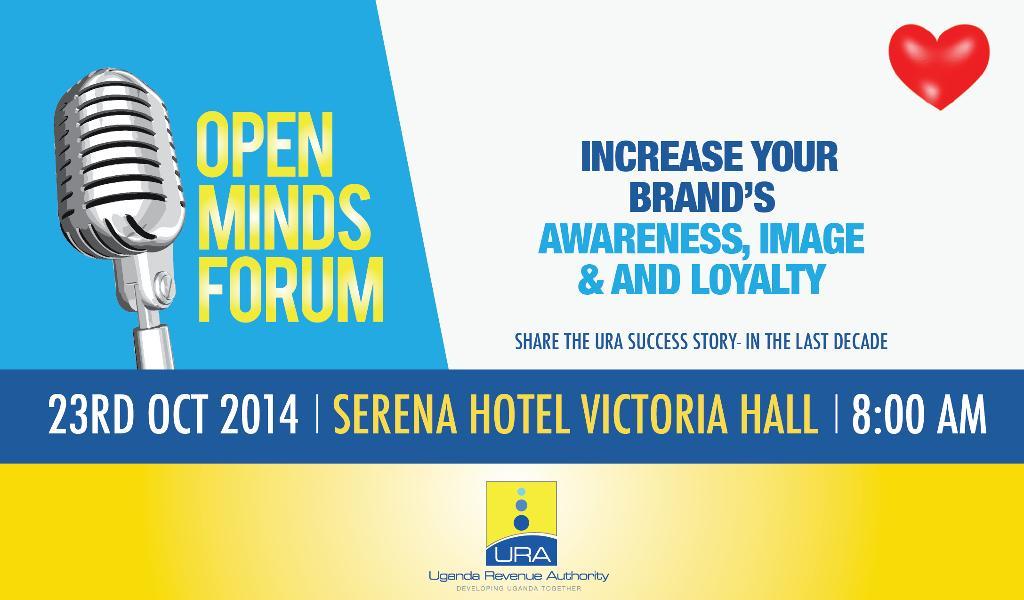 OPEN
MINDS
FORUM
INCREASE YOUR
BRAND'S
AWARENESS, IMAGE
& AND LOYALTY
SHARE THE URA SUCCESS STORY- IN THE LAST DECADE
23RD OCT 2014 | SERENA HOTEL VICTORIA HALL | 8:00 AM
URA
Uganda Revenue Authority
DEVELOPING UGANDA TOGETHER